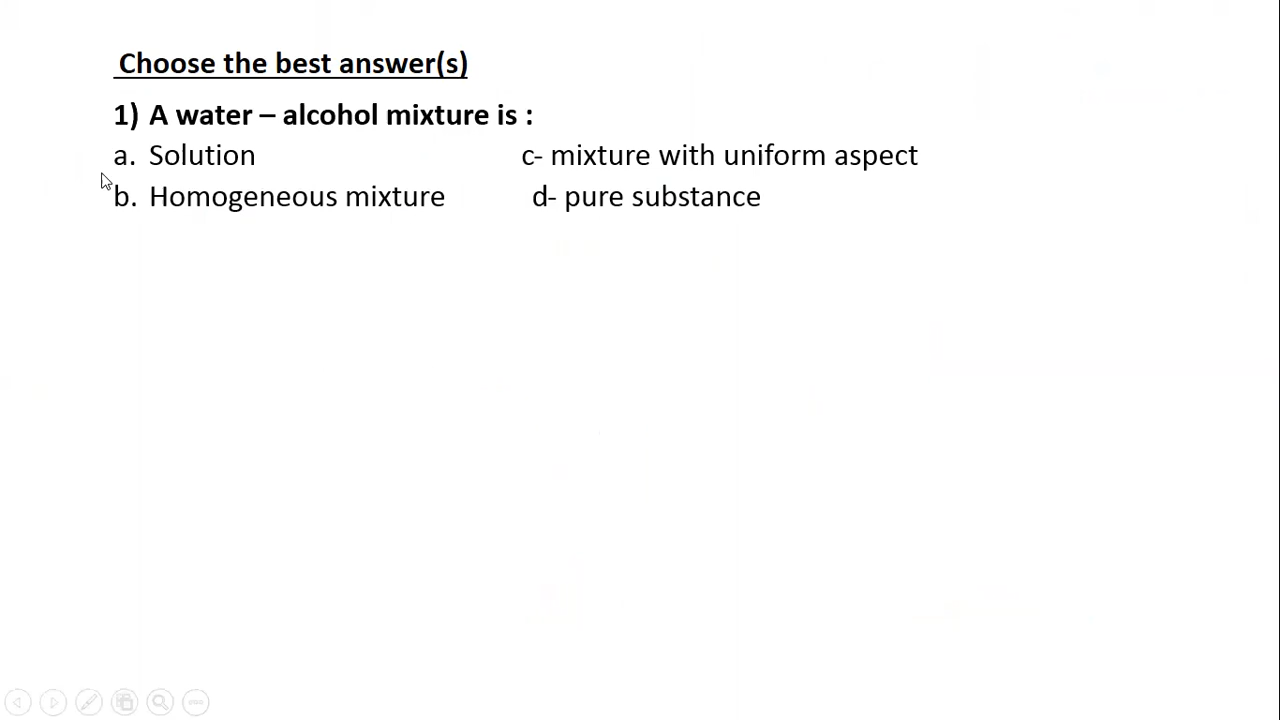 Choose the best answer(s)
1) A water – alcohol mixture is :
a. Solution c- mixture with uniform aspect
b. Homogeneous mixture d- pure substance